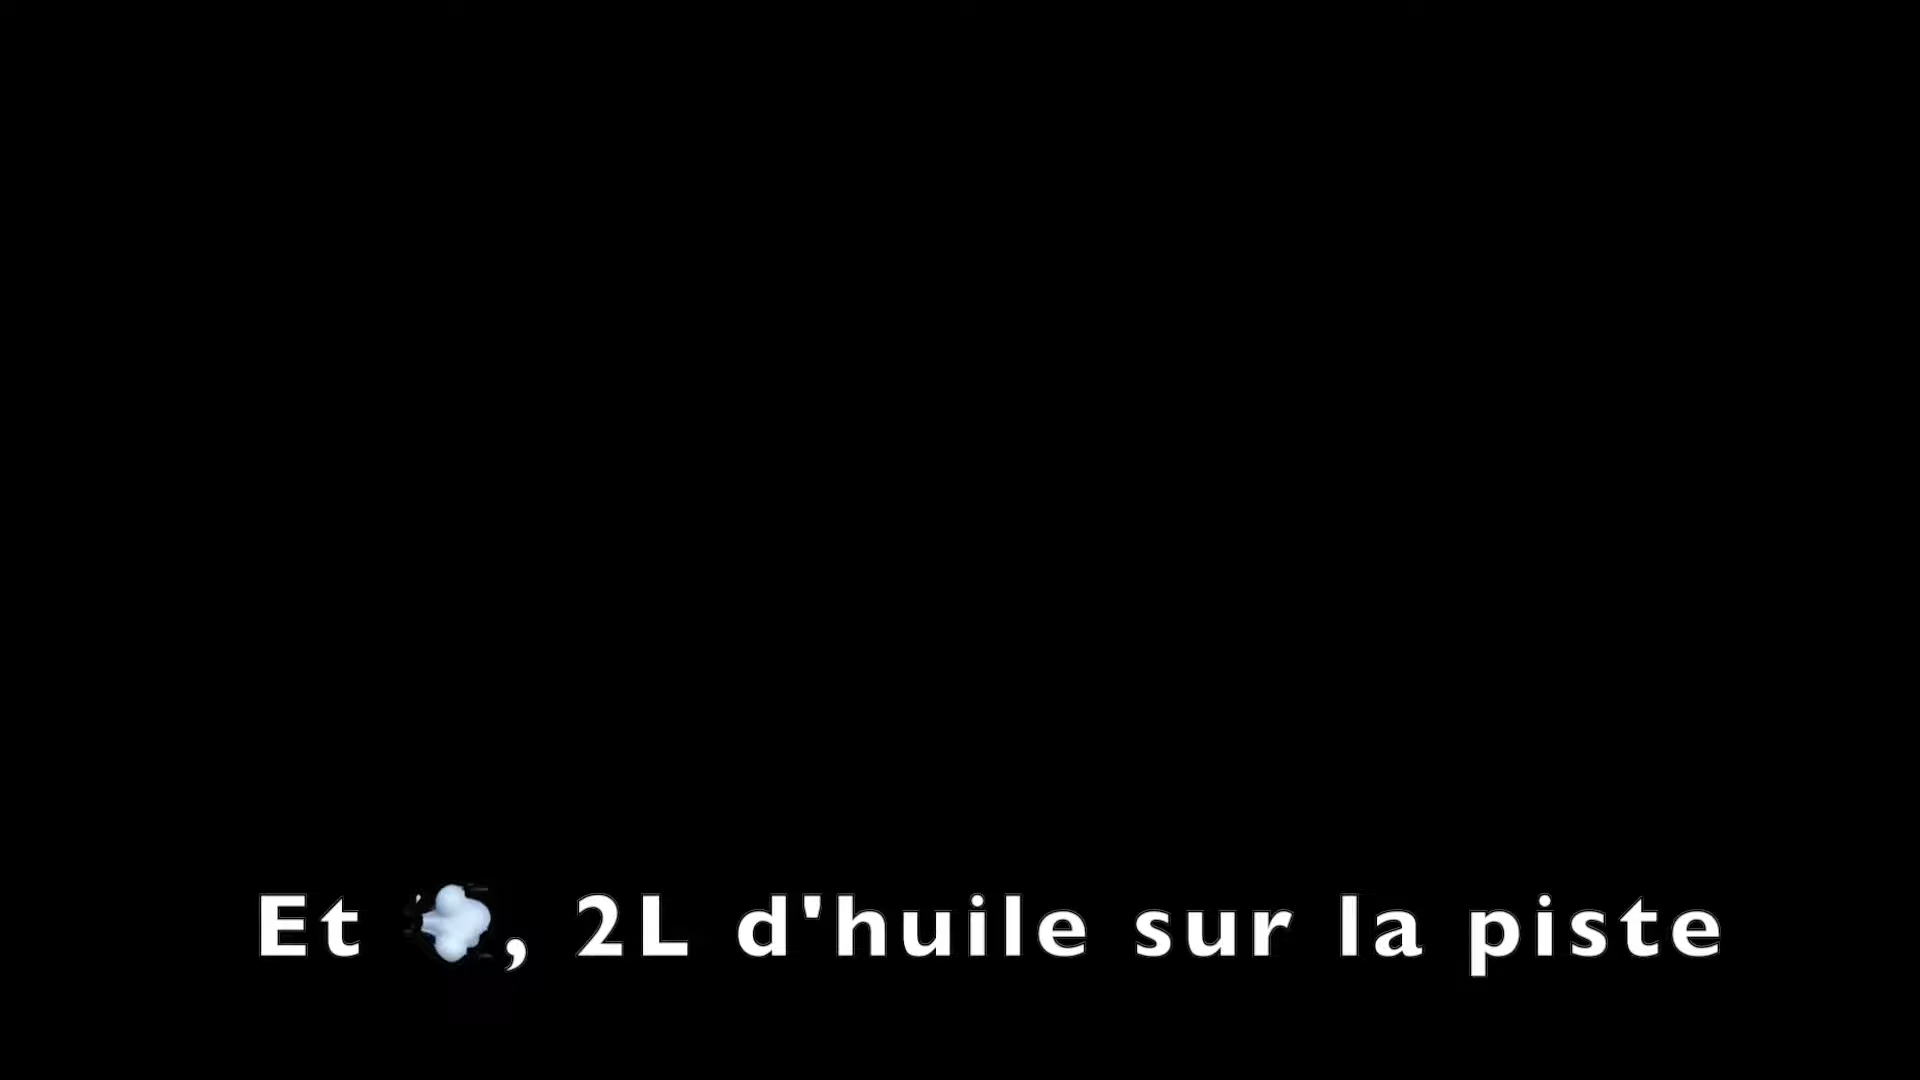 Et 💨, 2L d'huile sur la piste